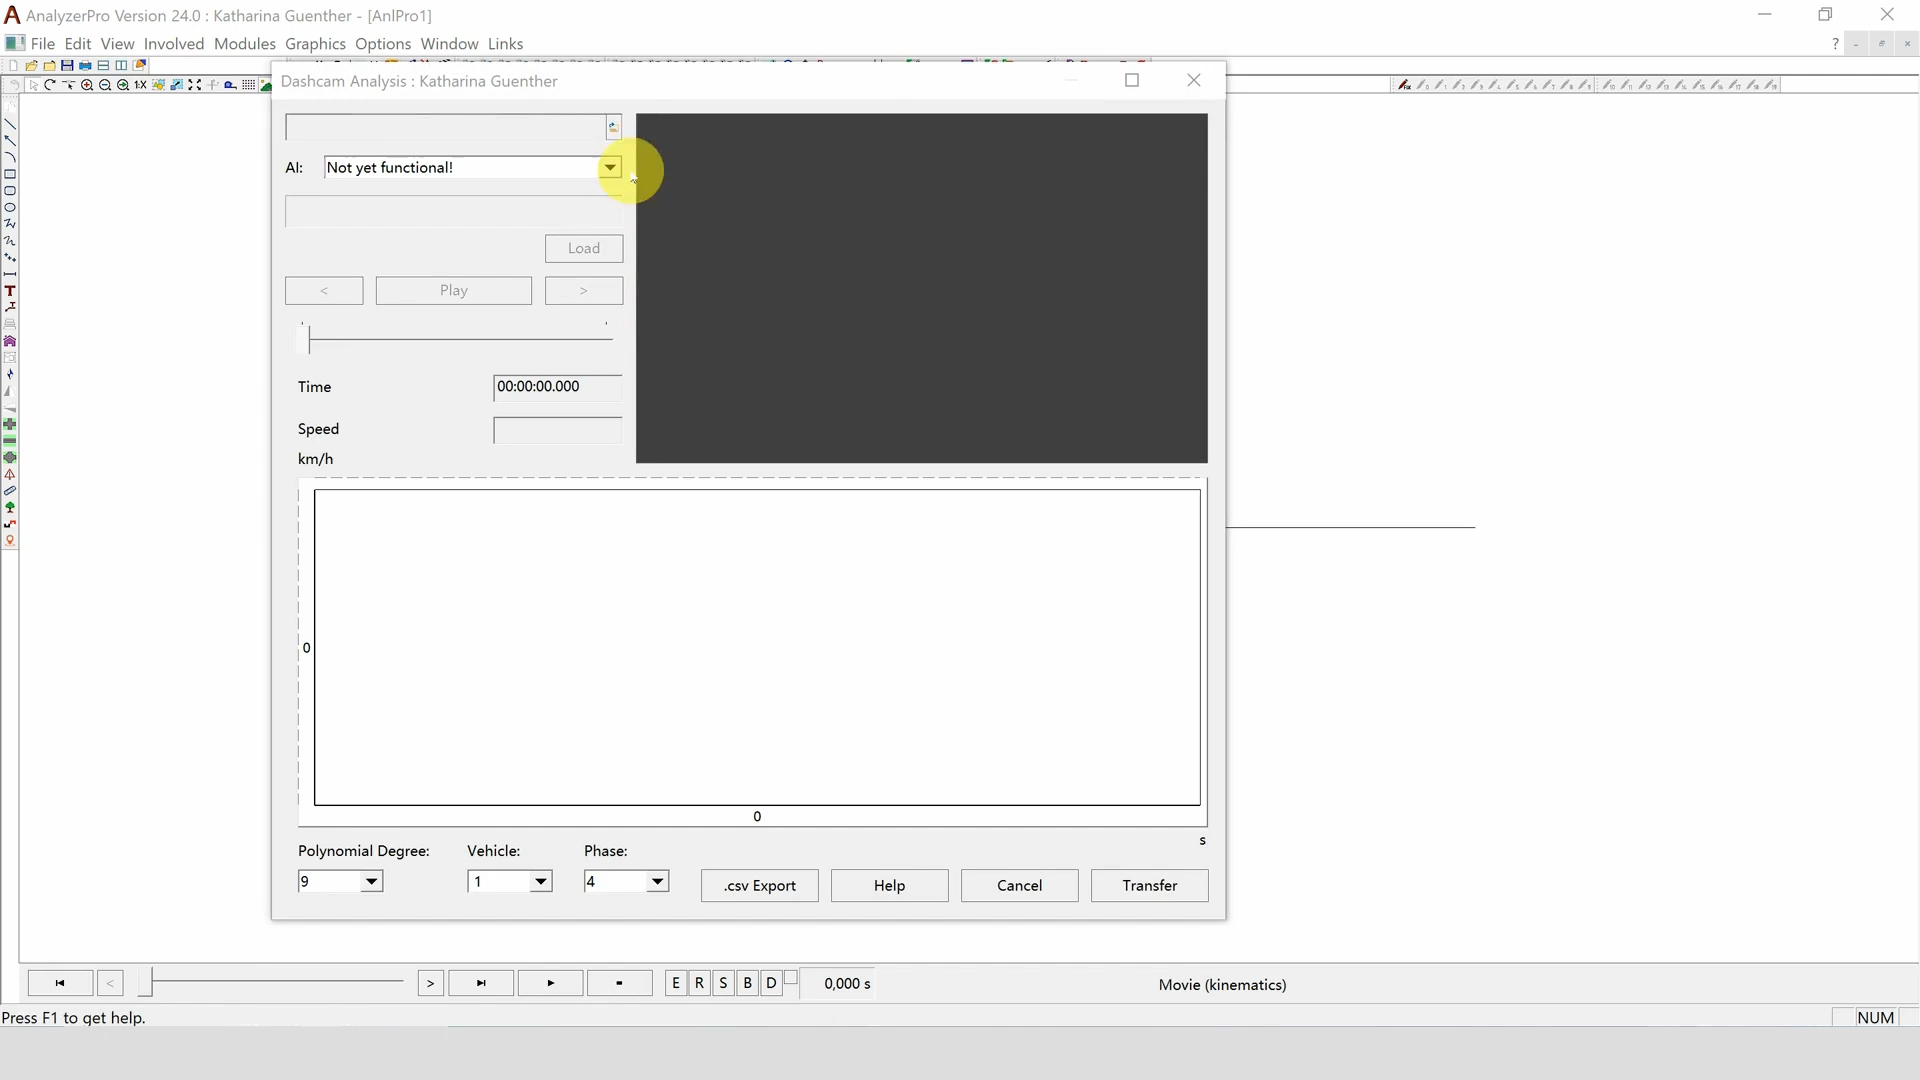 AnalyzerPro Version 24.0 : Katharina Guenther - [AnlPro1]
File Edit View Involved Modules Graphics Options Window Links
?
1:X
Dashcam Analysis : Katharina Guenther
AI: Not yet functional!
Load
< Play >
Time 00:00:00.000
Speed
km/h
0
0
s
Polynomial Degree: Vehicle: Phase:
9 1 4 .csv Export Help Cancel Transfer
< > E R S B D 0,000 s Movie (kinematics)
Press F1 to get help. NUM